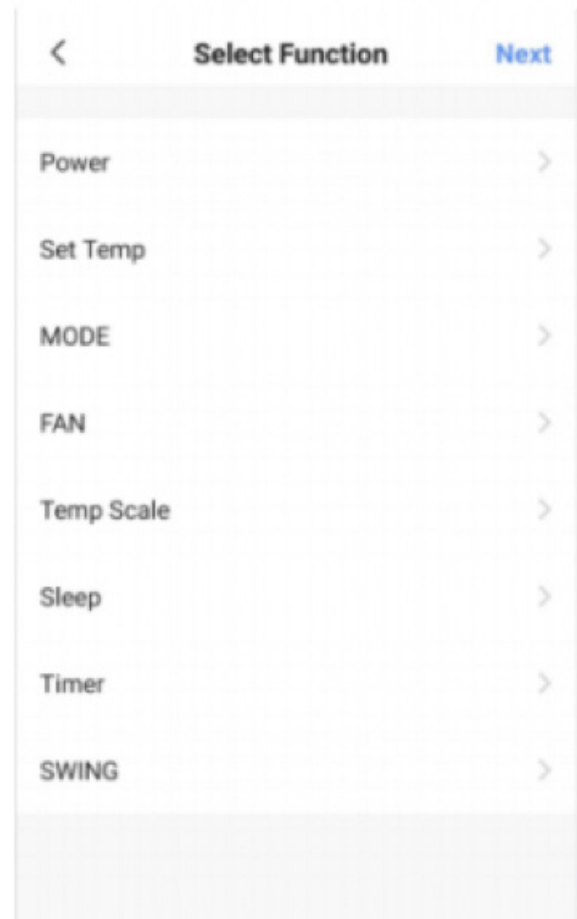 Select Function Next
Power
Set Temp
MODE
FAN
Temp Scale
Sleep
Timer
SWING